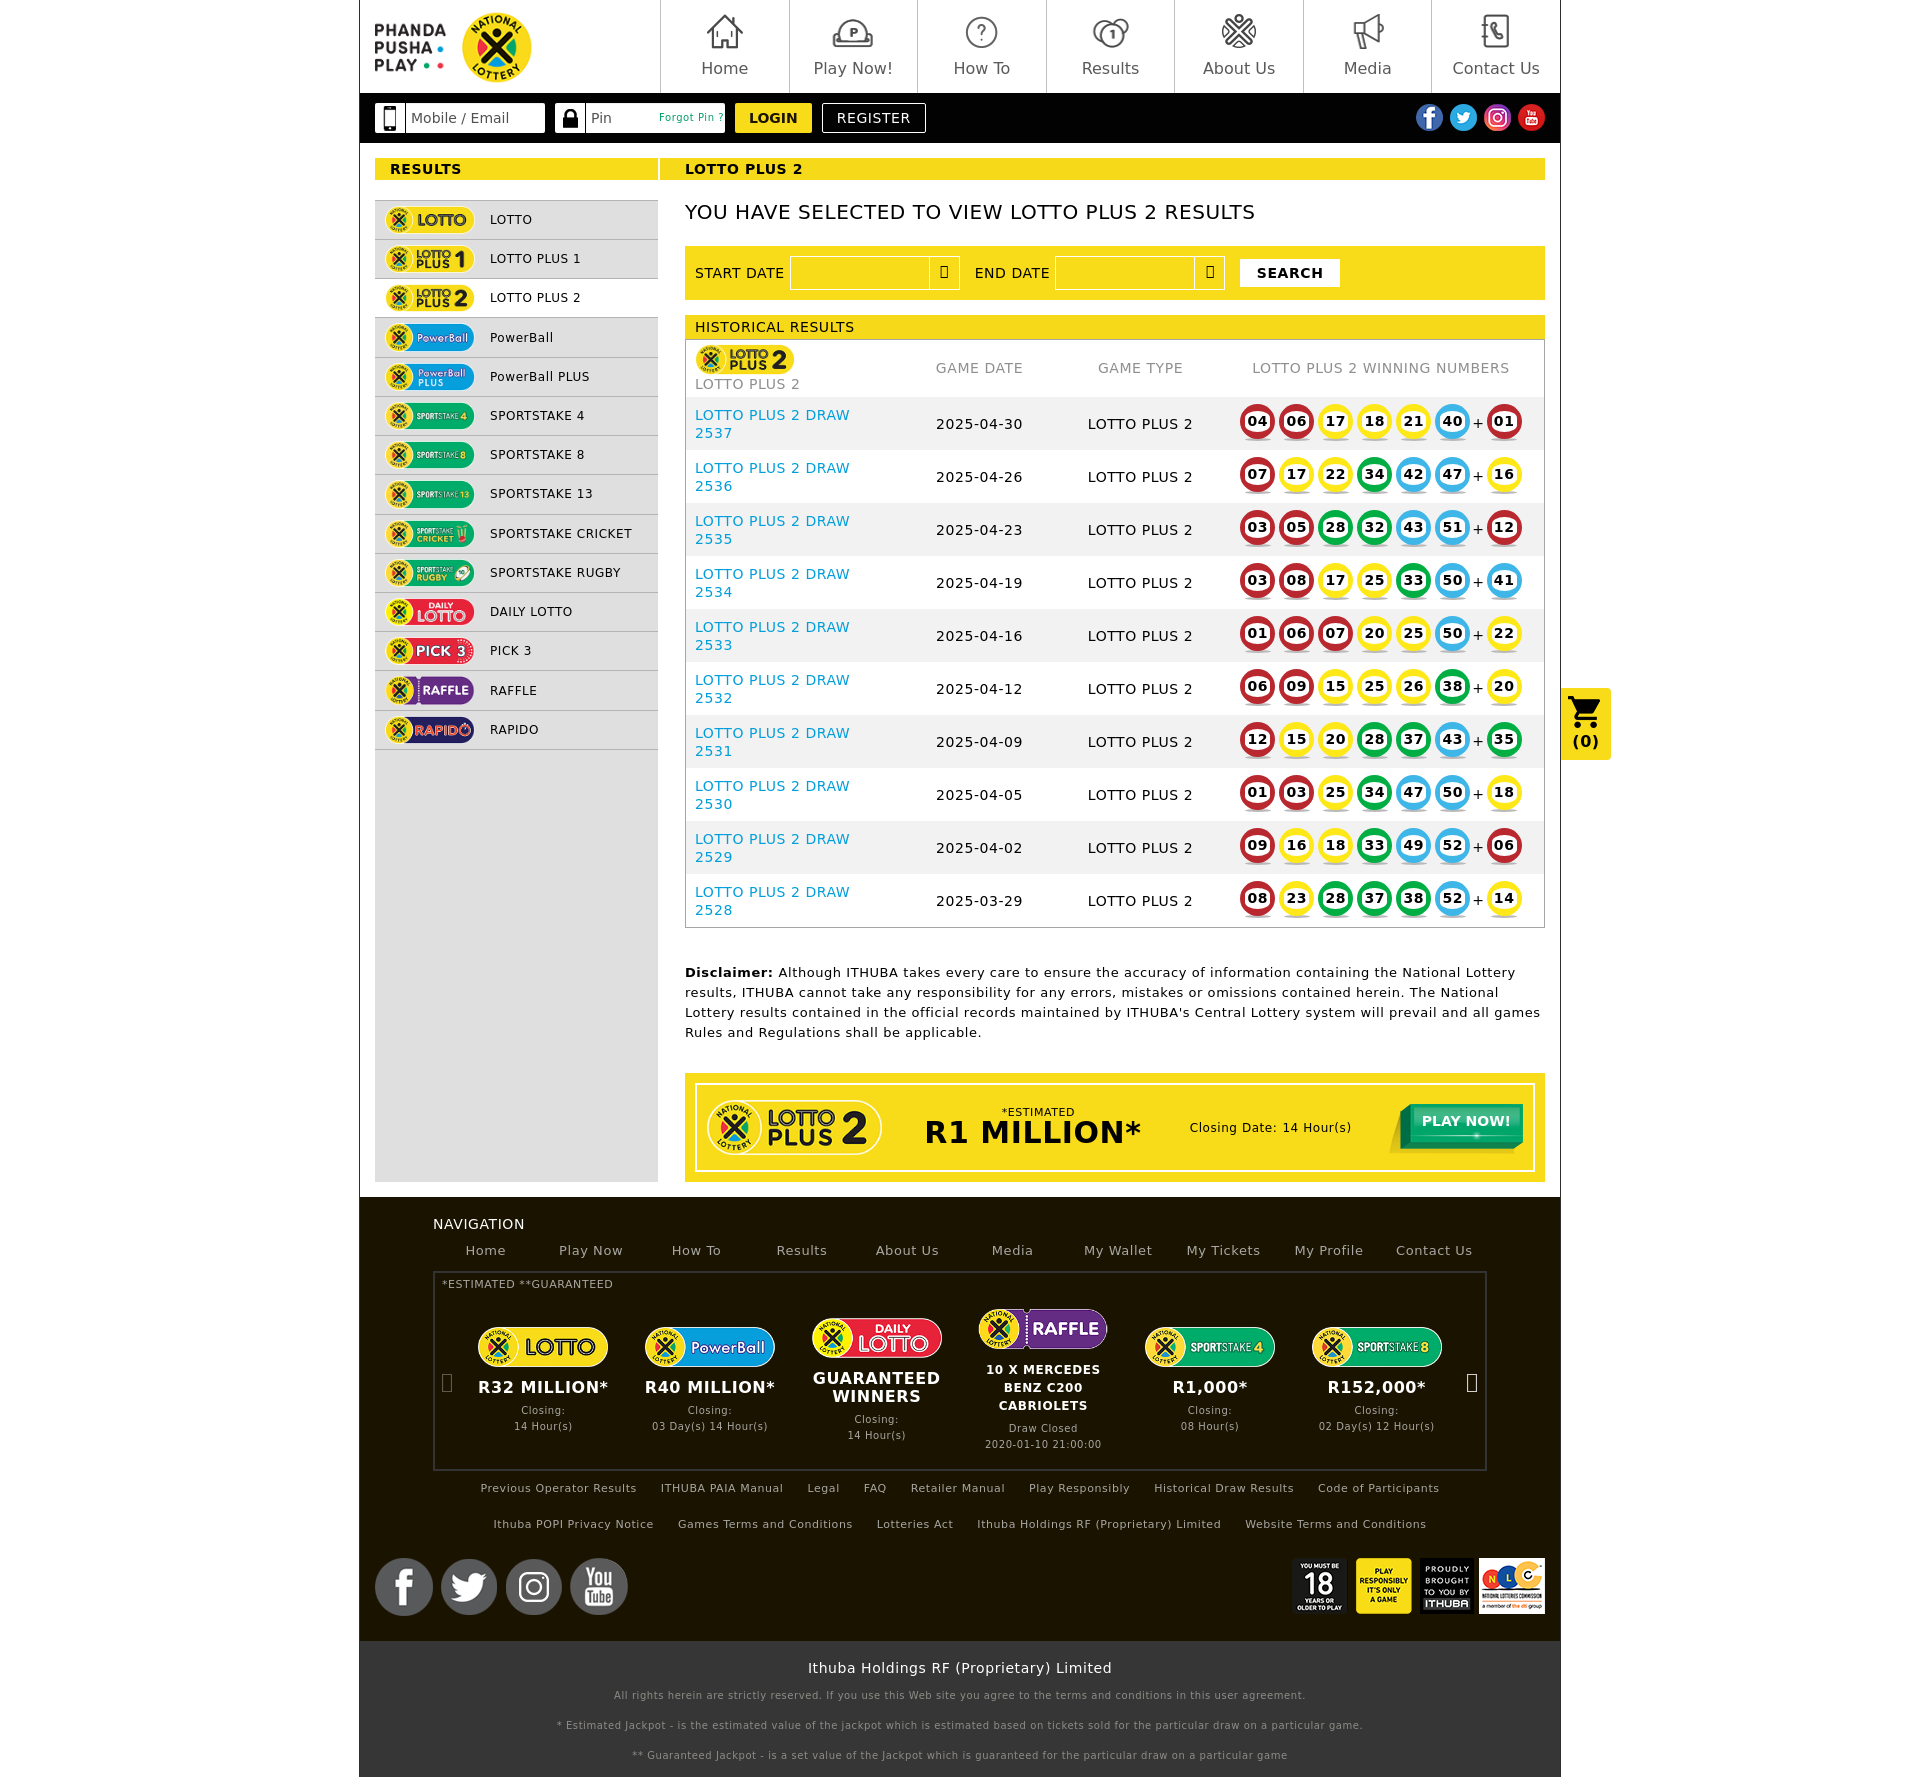 PHANDA
PUSHA
PLAY
NATIONAL
LOTTERY
Home
Play Now!
How To
Results
About Us
Media
Contact Us
Mobile / Email
Pin
Forgot Pin ?
LOGIN
REGISTER
RESULTS
LOTTO PLUS 2
LOTTO LOTTO
LOTTO PLUS 1 LOTTO PLUS 1
LOTTO PLUS 2 LOTTO PLUS 2
PowerBall PowerBall
PowerBall PLUS PowerBall PLUS
SPORTSTAKE 4 SPORTSTAKE 4
SPORTSTAKE 8 SPORTSTAKE 8
SPORTSTAKE 13 SPORTSTAKE 13
SPORTSTAKE CRICKET SPORTSTAKE CRICKET
SPORTSTAKE RUGBY SPORTSTAKE RUGBY
DAILY LOTTO DAILY LOTTO
PICK 3 PICK 3
RAFFLE RAFFLE
RAPIDO RAPIDO
YOU HAVE SELECTED TO VIEW LOTTO PLUS 2 RESULTS
START DATE END DATE SEARCH
HISTORICAL RESULTS
LOTTO PLUS 2
LOTTO PLUS 2 GAME DATE GAME TYPE LOTTO PLUS 2 WINNING NUMBERS
LOTTO PLUS 2 DRAW
2537 2025-04-30 LOTTO PLUS 2 04 06 17 18 21 40 + 01
LOTTO PLUS 2 DRAW
2536 2025-04-26 LOTTO PLUS 2 07 17 22 34 42 47 + 16
LOTTO PLUS 2 DRAW
2535 2025-04-23 LOTTO PLUS 2 03 05 28 32 43 51 + 12
LOTTO PLUS 2 DRAW
2534 2025-04-19 LOTTO PLUS 2 03 08 17 25 33 50 + 41
LOTTO PLUS 2 DRAW
2533 2025-04-16 LOTTO PLUS 2 01 06 07 20 25 50 + 22
LOTTO PLUS 2 DRAW
2532 2025-04-12 LOTTO PLUS 2 06 09 15 25 26 38 + 20
LOTTO PLUS 2 DRAW
2531 2025-04-09 LOTTO PLUS 2 12 15 20 28 37 43 + 35
LOTTO PLUS 2 DRAW
2530 2025-04-05 LOTTO PLUS 2 01 03 25 34 47 50 + 18
LOTTO PLUS 2 DRAW
2529 2025-04-02 LOTTO PLUS 2 09 16 18 33 49 52 + 06
LOTTO PLUS 2 DRAW
2528 2025-03-29 LOTTO PLUS 2 08 23 28 37 38 52 + 14
(0)
Disclaimer: Although ITHUBA takes every care to ensure the accuracy of information containing the National Lottery
results, ITHUBA cannot take any responsibility for any errors, mistakes or omissions contained herein. The National
Lottery results contained in the official records maintained by ITHUBA's Central Lottery system will prevail and all games
Rules and Regulations shall be applicable.
NATIONAL LOTTERY
LOTTO PLUS 2
*ESTIMATED
R1 MILLION*
Closing Date: 14 Hour(s)
PLAY NOW!
NAVIGATION
Home Play Now How To Results About Us Media My Wallet My Tickets My Profile Contact Us
*ESTIMATED **GUARANTEED
LOTTO
R32 MILLION*
Closing:
14 Hour(s)
PowerBall
R40 MILLION*
Closing:
03 Day(s) 14 Hour(s)
DAILY LOTTO
GUARANTEED
WINNERS
Closing:
14 Hour(s)
RAFFLE
10 X MERCEDES
BENZ C200
CABRIOLETS
Draw Closed
2020-01-10 21:00:00
SPORTSTAKE 4
R1,000*
Closing:
08 Hour(s)
SPORTSTAKE 8
R152,000*
Closing:
02 Day(s) 12 Hour(s)
Previous Operator Results ITHUBA PAIA Manual Legal FAQ Retailer Manual Play Responsibly Historical Draw Results Code of Participants
Ithuba POPI Privacy Notice Games Terms and Conditions Lotteries Act Ithuba Holdings RF (Proprietary) Limited Website Terms and Conditions
You Tube
YOU MUST BE
18
YEARS OR
OLDER TO PLAY
PLAY
RESPONSIBLY
IT'S ONLY
A GAME
PROUDLY
BROUGHT
TO YOU BY
ITHUBA
NLC
NATIONAL LOTTERIES COMMISSION
a member of the dti group
Ithuba Holdings RF (Proprietary) Limited
All rights herein are strictly reserved. If you use this Web site you agree to the terms and conditions in this user agreement.
* Estimated Jackpot - is the estimated value of the jackpot which is estimated based on tickets sold for the particular draw on a particular game.
** Guaranteed Jackpot - is a set value of the Jackpot which is guaranteed for the particular draw on a particular game